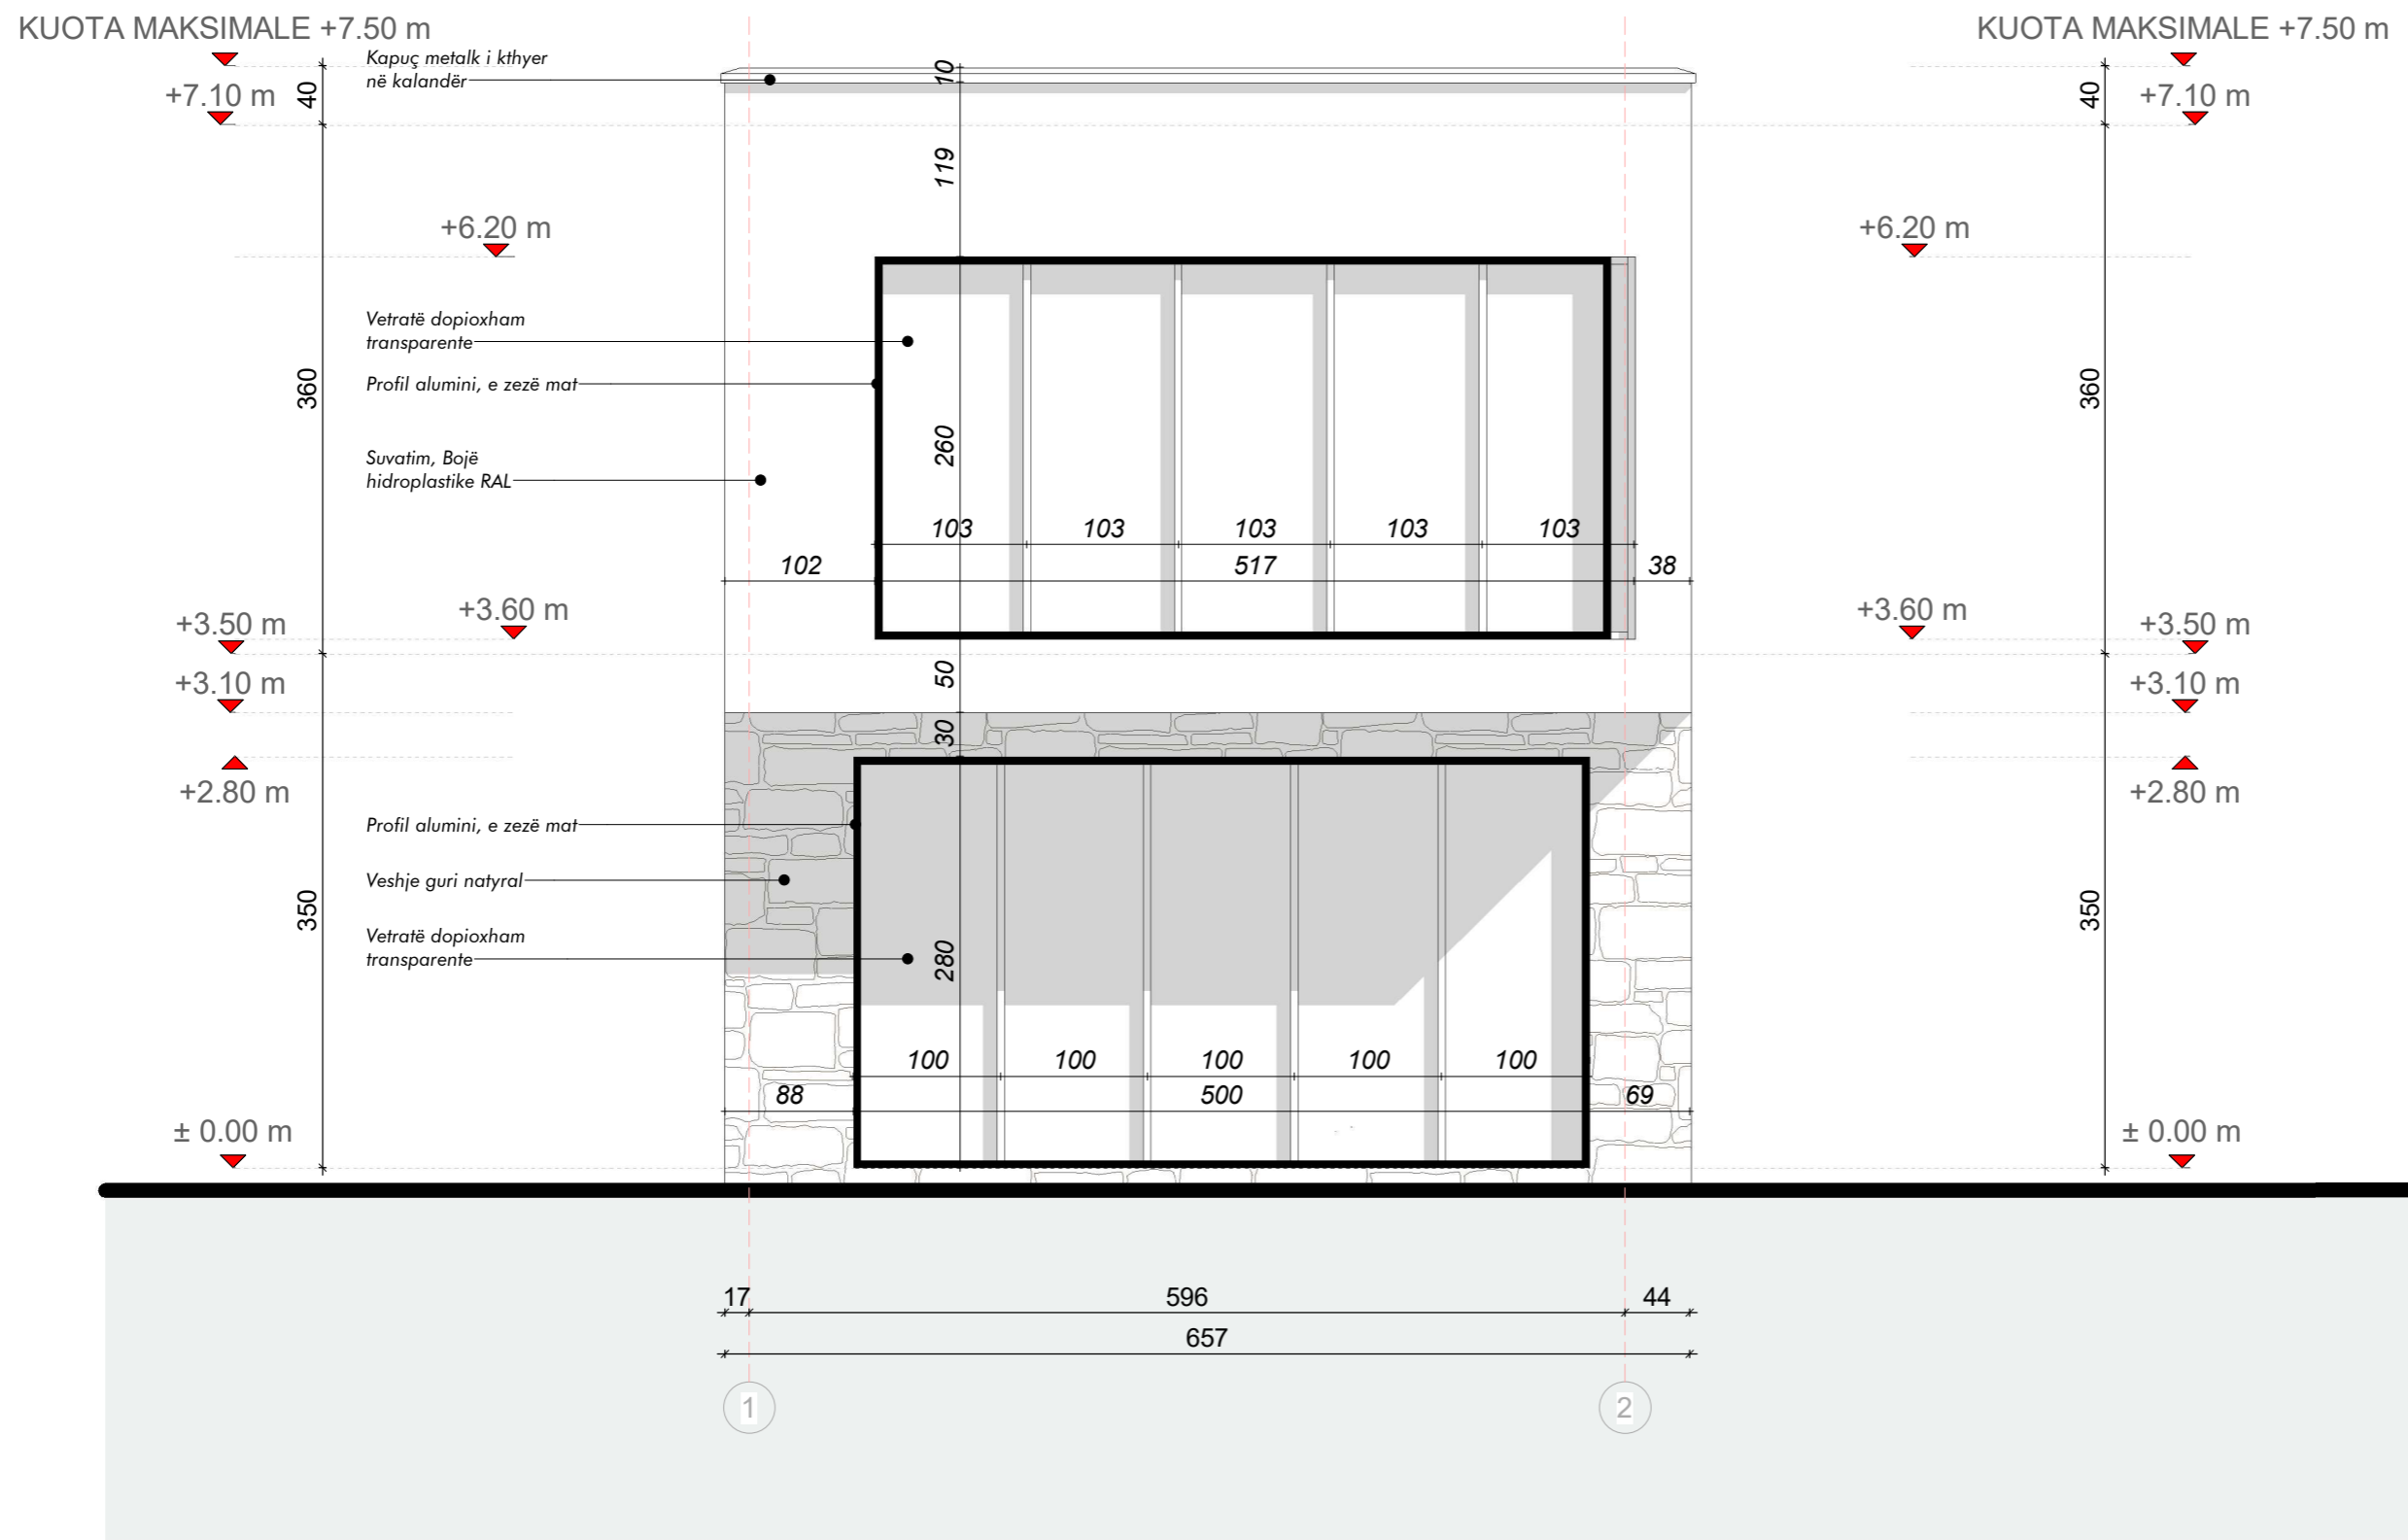 KUOTA MAKSIMALE +7.50 m
KUOTA MAKSIMALE +7.50 m
Kapuç metalk i kthyer
në kalandër
10
40
+7.10 m
40
+7.10 m
119
+6.20 m
+6.20 m
Vetratë dopioxham
transparente
Profil alumini, e zezë mat
360
360
260
Suvatim, Bojë
hidroplastike RAL
103 103 103 103 103
102 517 38
+3.60 m
+3.60 m
+3.50 m
+3.50 m
50
+3.10 m
+3.10 m
30
+2.80 m
+2.80 m
Profil alumini, e zezë mat
Veshje guri natyral
350
350
Vetratë dopioxham
transparente
280
100 100 100 100 100
88 500 69
± 0.00 m
± 0.00 m
17 596 44
657
1 2